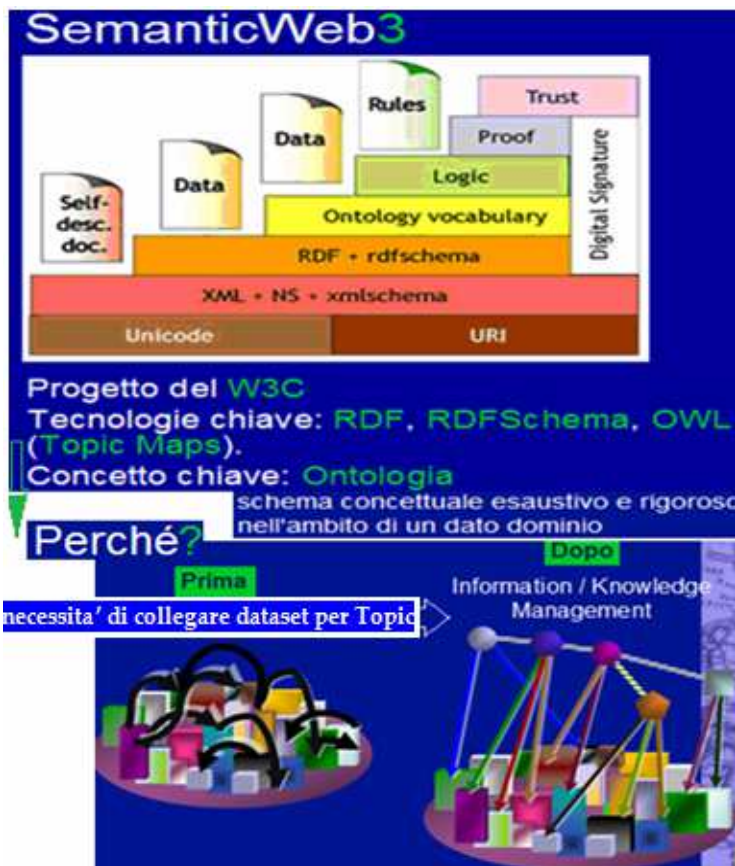 SemanticWeb3
Trust
Rules
Proof
Data
Logic
Data
Ontology vocabulary
Digital Signature
Self-
desc.
doc.
RDF + rdfschema
XML + NS + xmlschema
Unicode
URI
Progetto del W3C
Tecnologie chiave: RDF, RDFSchema, OWL
(Topic Maps).
Concetto chiave: Ontologia
schema concettuale esaustivo e rigoroso
nell'ambito di un dato dominio
Perché?
Prima
necessita' di collegare dataset per Topic
Dopo
Information / Knowledge
Management